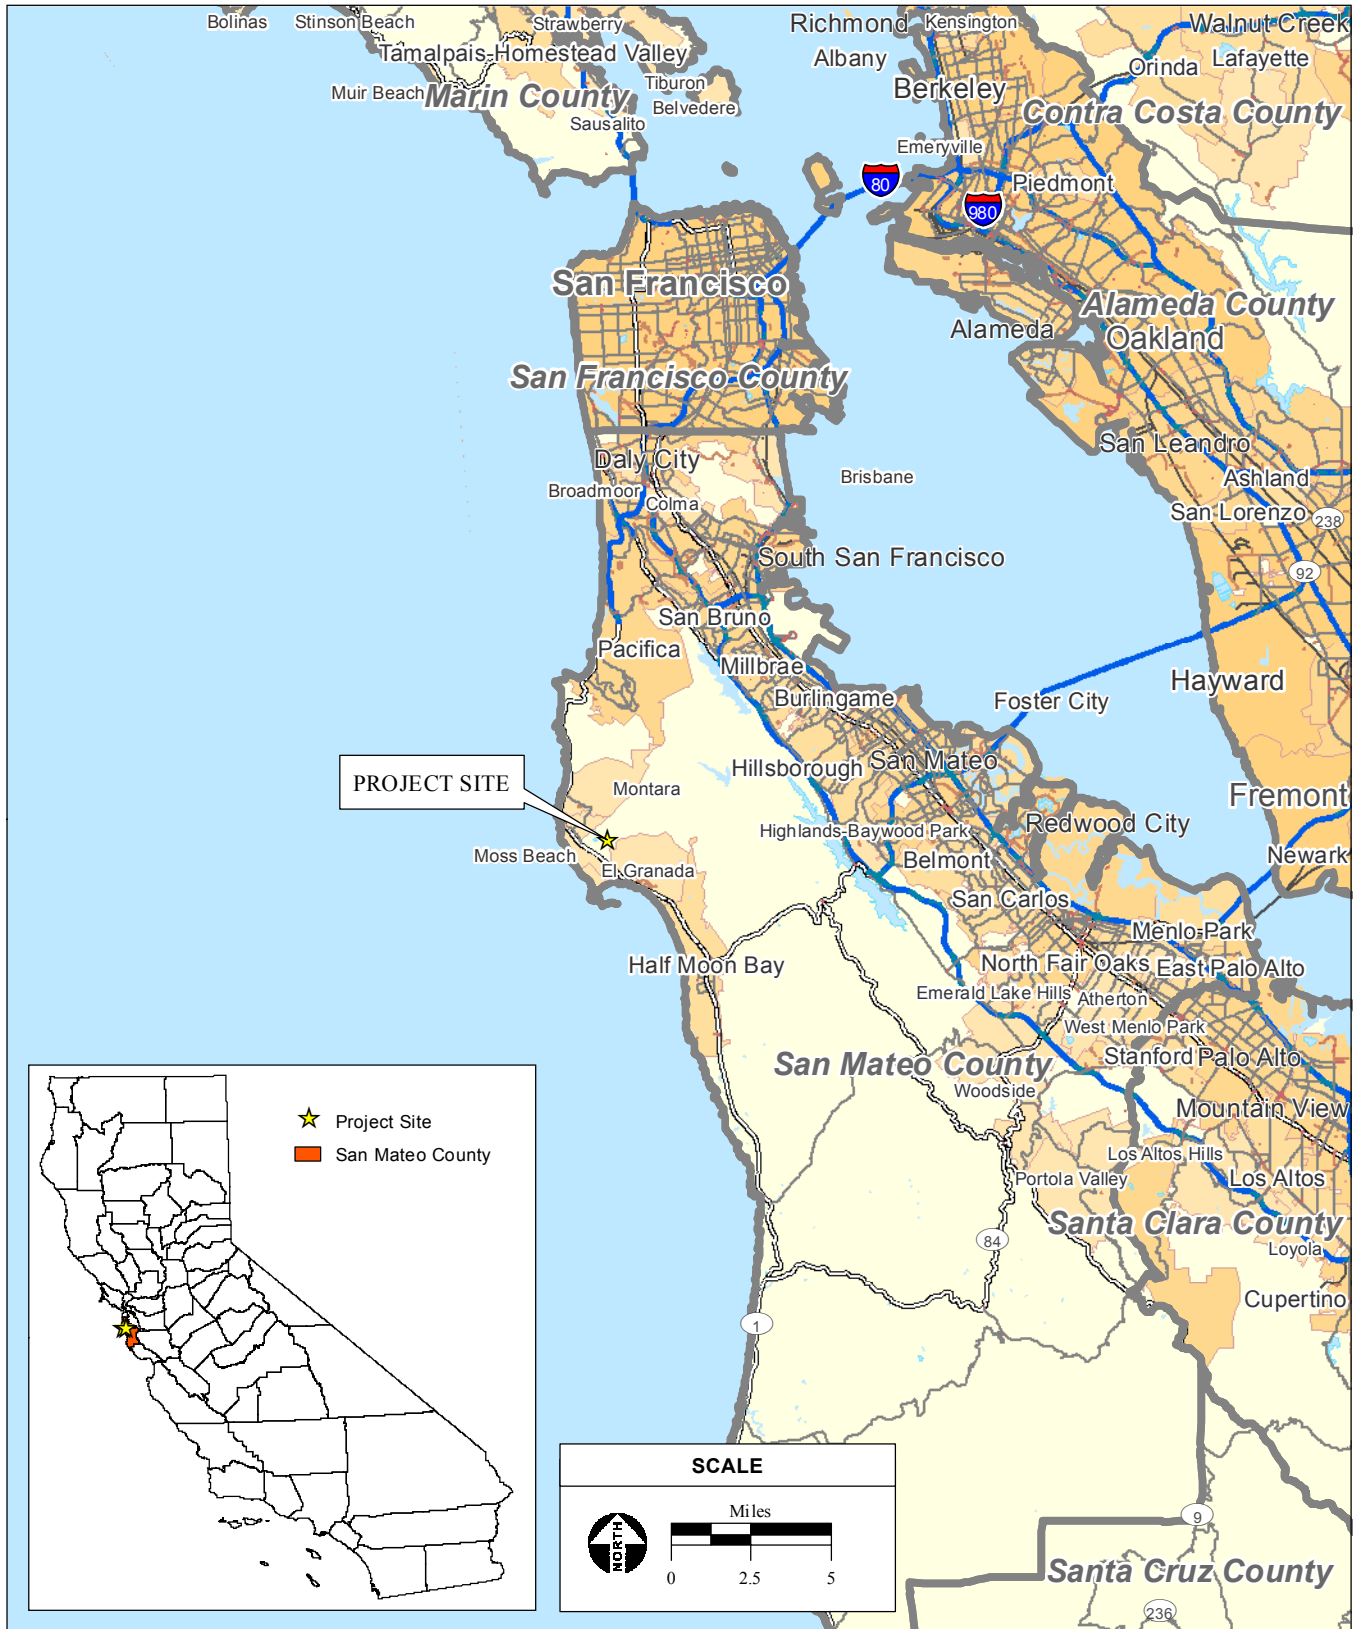 Bolinas
Stinson Beach
Strawberry
Richmond
Kensington
Walnut Creek
Tamalpais-Homestead Valley
Albany
Orinda
Lafayette
Tiburon
Muir Beach
Marin County
Belvedere
Berkeley
Contra Costa County
Sausalito
Emeryville
80
Piedmont
980
San Francisco
Alameda County
Alameda
Oakland
San Francisco County
San Leandro
Daly City
Brisbane
Ashland
Broadmoor
Colma
San Lorenzo
238
South San Francisco
92
San Bruno
Pacifica
Millbrae
Hayward
Burlingame
Foster City
Hillsborough
San Mateo
PROJECT SITE
Montara
Fremont
Highlands-Baywood Park
Redwood City
Moss Beach
El Granada
Belmont
Newark
San Carlos
Menlo Park
Half Moon Bay
North Fair Oaks
East Palo Alto
Emerald Lake Hills
Atherton
West Menlo Park
San Mateo County
Stanford
Palo Alto
Woodside
Mountain View
Los Altos Hills
Portola Valley
Los Altos
Santa Clara County
84
Loyola
Cupertino
1
Project Site
San Mateo County
SCALE
Miles
NORTH
0
2.5
5
9
Santa Cruz County
236